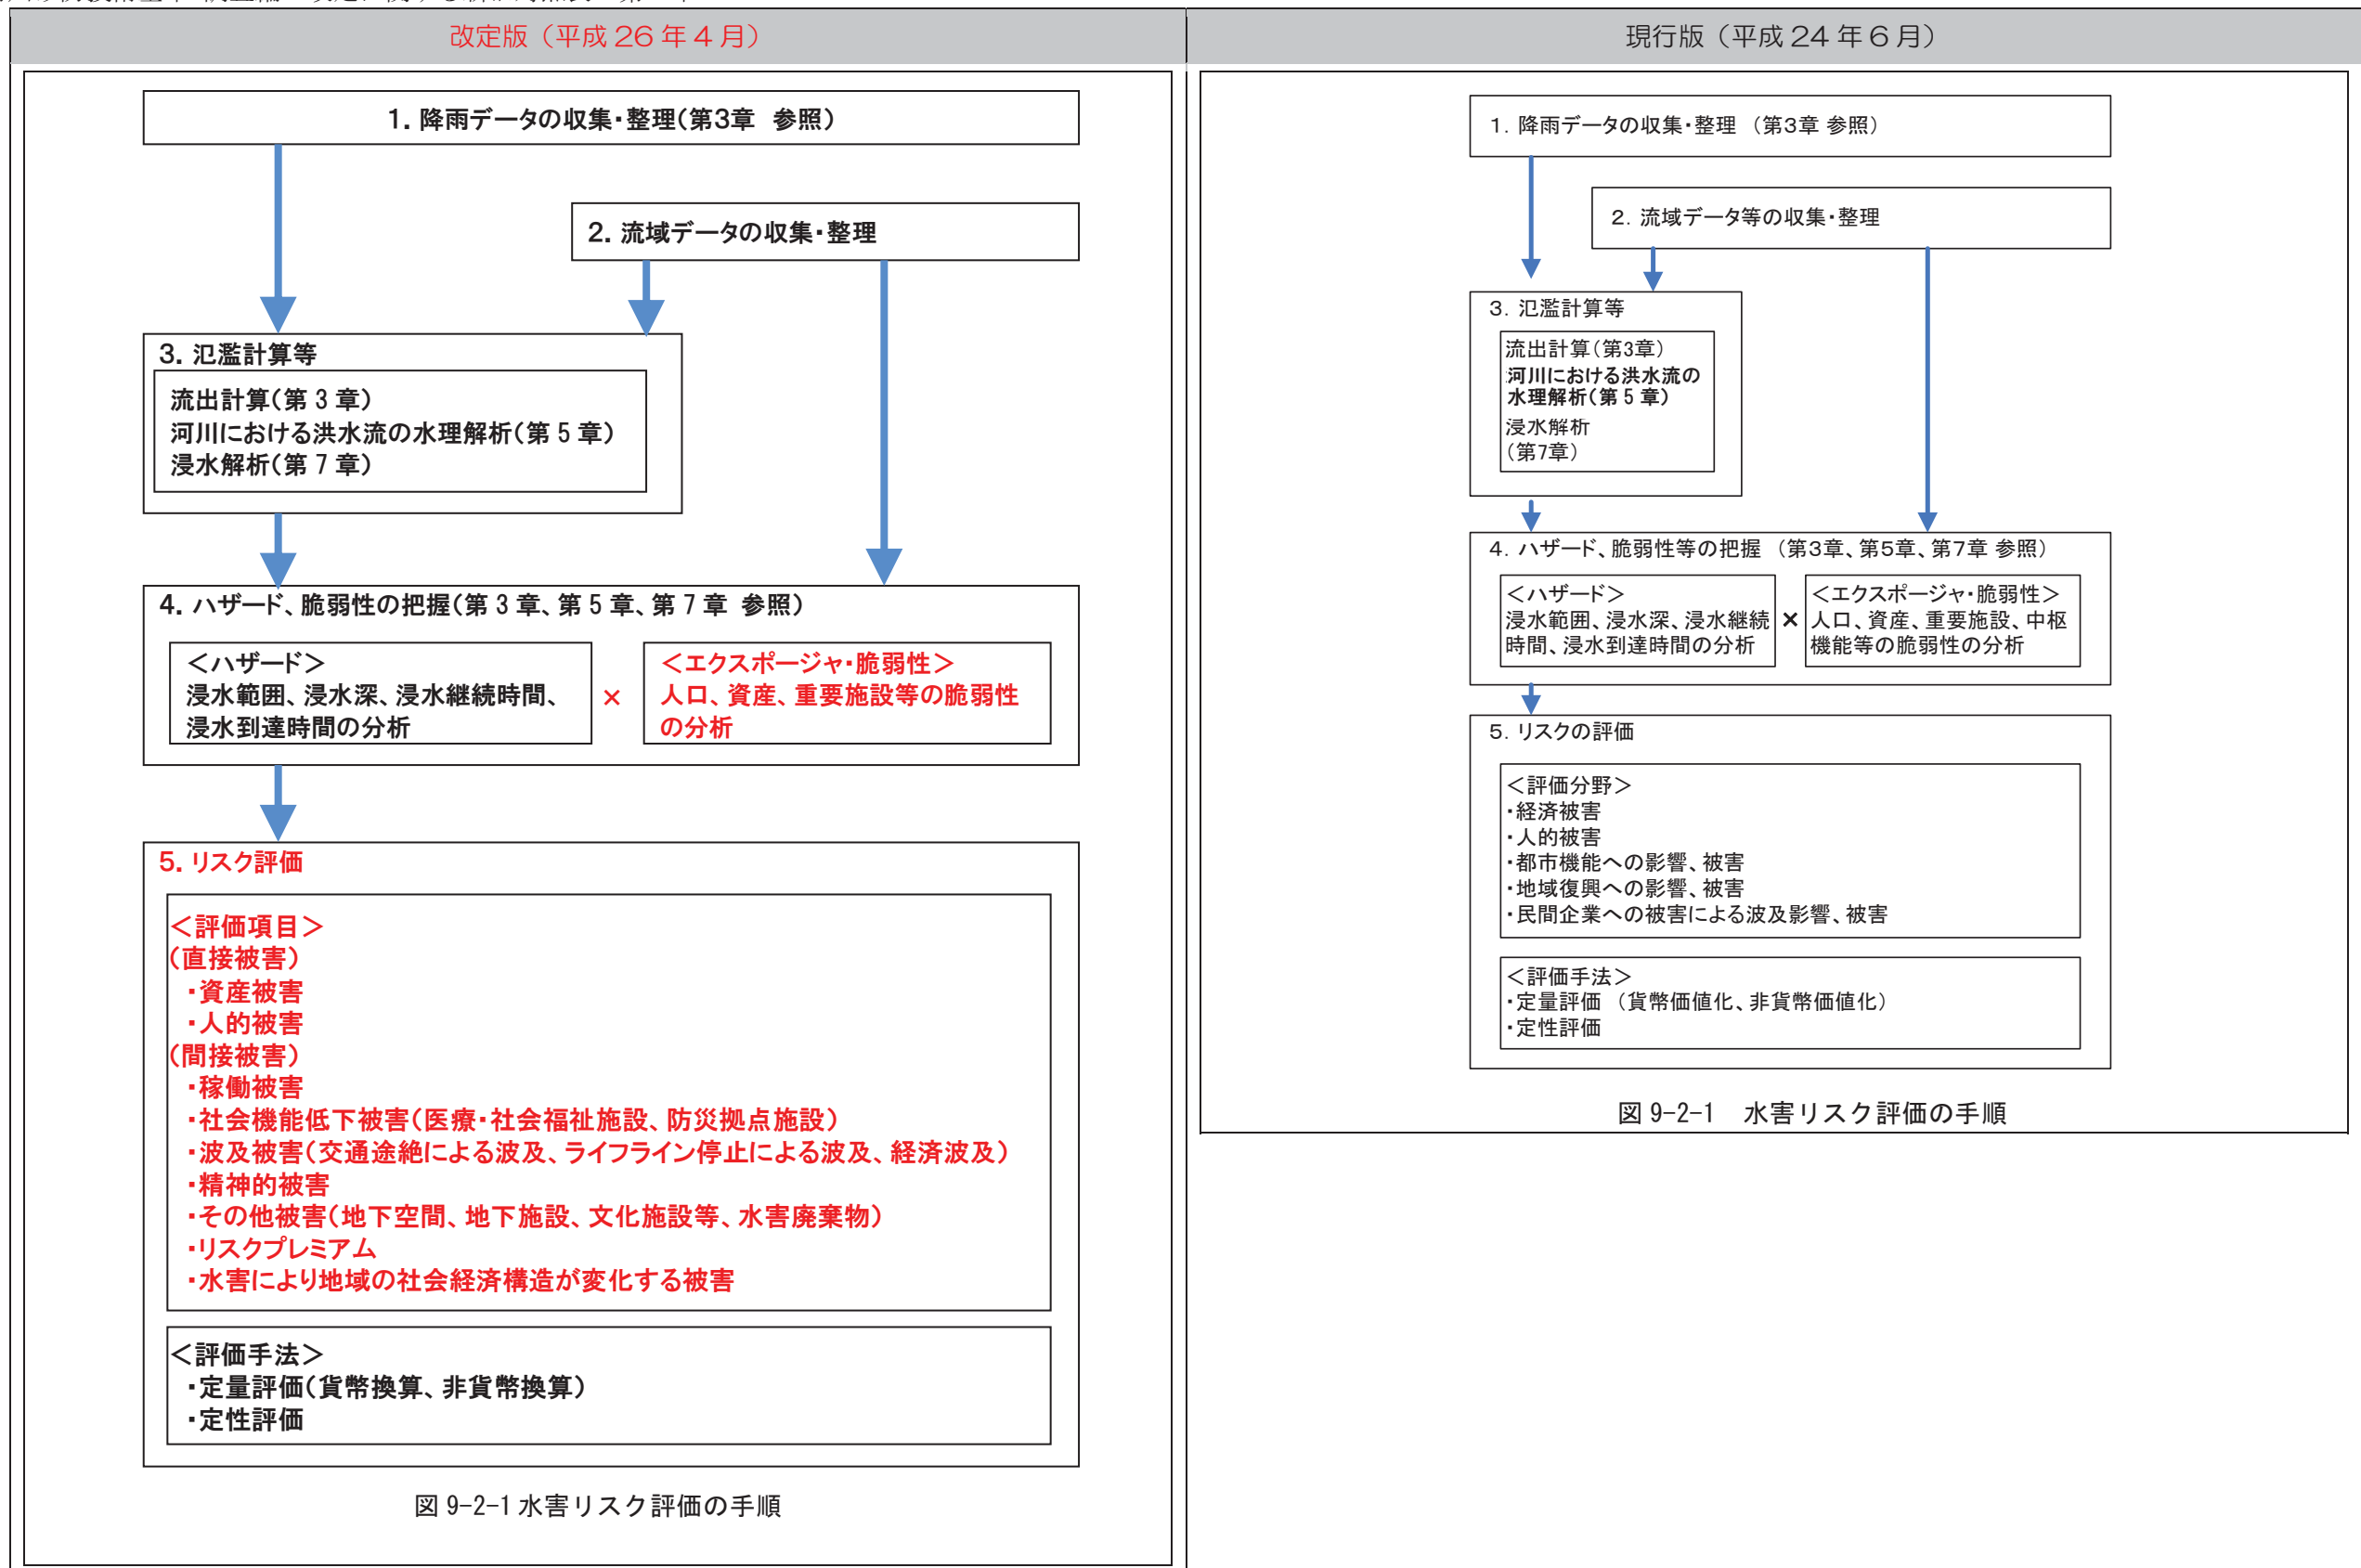 改定版（平成 26 年 4 月）
1. 降雨データの収集・整理(第3章　参照)
2. 流域データの収集・整理
3. 氾濫計算等
流出計算(第 3 章)
河川における洪水流の水理解析(第 5 章)
浸水解析(第 7 章)
4. ハザード、脆弱性の把握(第 3 章、第 5 章、第 7 章 参照)
＜ハザード＞
浸水範囲、浸水深、浸水継続時間、
浸水到達時間の分析
×
＜エクスポージャ・脆弱性＞
人口、資産、重要施設等の脆弱性
の分析
5. リスク評価
＜評価項目＞
(直接被害)
・資産被害
・人的被害
(間接被害)
・稼働被害
・社会機能低下被害(医療・社会福祉施設、防災拠点施設)
・波及被害(交通途絶による波及、ライフライン停止による波及、経済波及)
・精神的被害
・その他被害(地下空間、地下施設、文化施設等、水害廃棄物)
・リスクプレミアム
・水害により地域の社会経済構造が変化する被害
＜評価手法＞
・定量評価(貨幣換算、非貨幣換算)
・定性評価
図 9-2-1 水害リスク評価の手順
現行版（平成 24 年 6 月）
1. 降雨データの収集・整理 (第3章 参照)
2. 流域データ等の収集・整理
3. 氾濫計算等
流出計算(第3章)
河川における洪水流の
水理解析(第 5 章)
浸水解析
(第7章)
4. ハザード、脆弱性等の把握 (第3章、第5章、第7章 参照)
＜ハザード＞
浸水範囲、浸水深、浸水継続
時間、浸水到達時間の分析
×
＜エクスポージャ・脆弱性＞
人口、資産、重要施設、中枢
機能等の脆弱性の分析
5. リスクの評価
＜評価分野＞
・経済被害
・人的被害
・都市機能への影響、被害
・地域復興への影響、被害
・民間企業への被害による波及影響、被害
＜評価手法＞
・定量評価 (貨幣価値化、非貨幣価値化)
・定性評価
図 9-2-1　水害リスク評価の手順